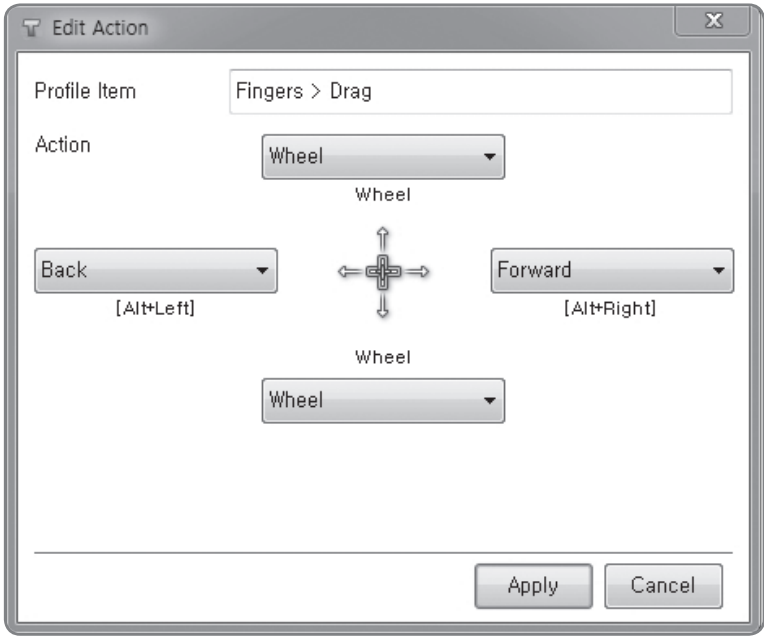 Edit Action
Profile Item
Fingers > Drag
Action
Wheel
Wheel
Back
Forward
[Alt+Left]
[Alt+Right]
Wheel
Wheel
Apply
Cancel